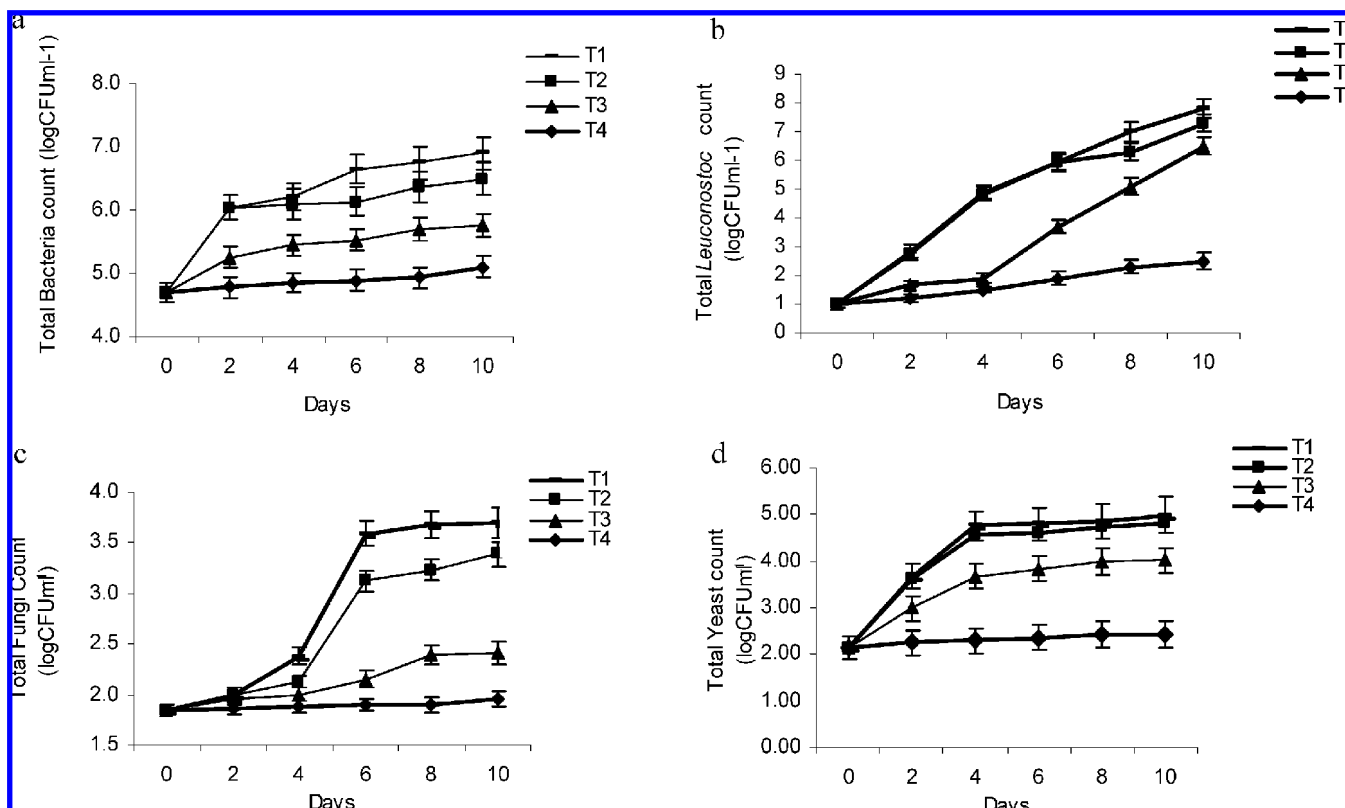 a
Total Bacteria count (logCFUml-1)
8.0
7.0
6.0
5.0
4.0
0 2 4 6 8 10
Days
T1
T2
T3
T4
b
Total Leuconostoc count
(logCFUml-1)
9
8
7
6
5
4
3
2
1
0
0 2 4 6 8 10
Days
T
T
T
T
c
Total Fungi Count
(logCFUml
4.0
3.5
3.0
2.5
2.0
1.5
0 2 4 6 8 10
Days
T1
T2
T3
T4
d
Total Yeast count
(logCFUml
6.00
5.00
4.00
3.00
2.00
1.00
0.00
0 2 4 6 8 10
Days
T1
T2
T3
T4